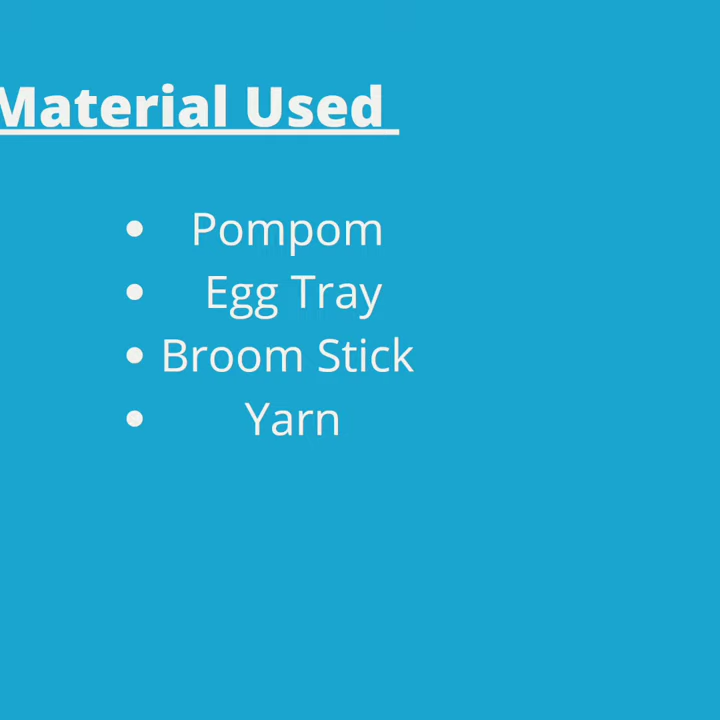 Material Used
• Pompom
• Egg Tray
• Broom Stick
• Yarn